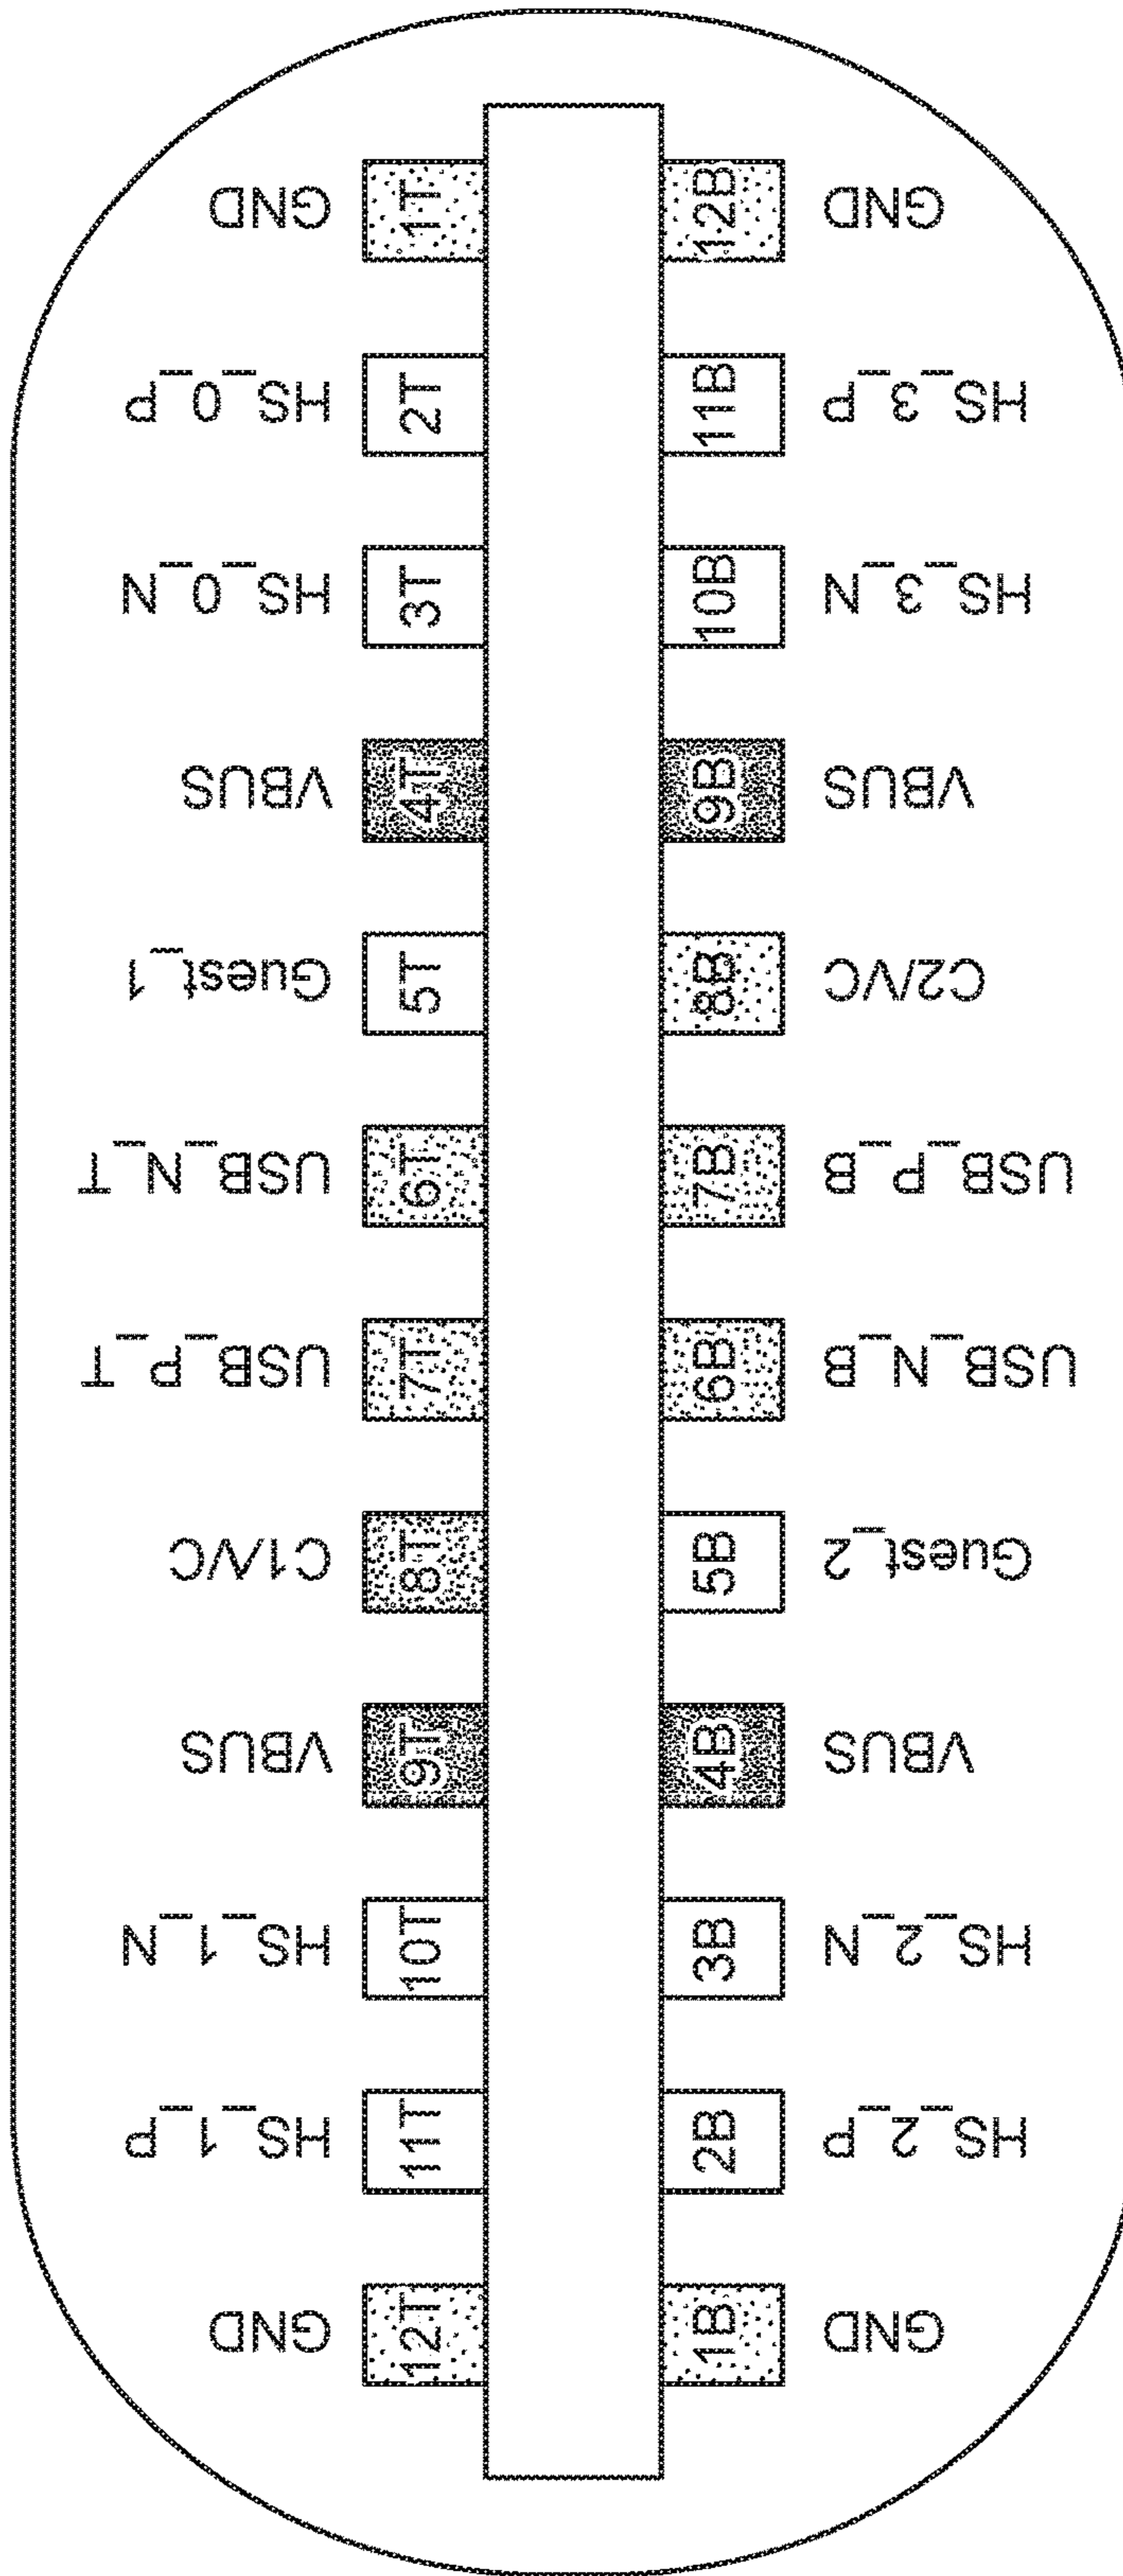 GND 1T 12B GND
HS_0_P 2T 11B HS_3_P
HS_0_N 3T 10B HS_3_N
VBUS 4T 9B VBUS
Guest_1 5T 8B C2/VC
USB_N_T 6T 7B USB_P_B
USB_P_T 7T 6B USB_N_B
C1/VC 8T 5B Guest_2
VBUS 9T 4B VBUS
HS_1_N 10T 3B HS_2_N
HS_1_P 11T 2B HS_2_P
GND 12T 1B GND